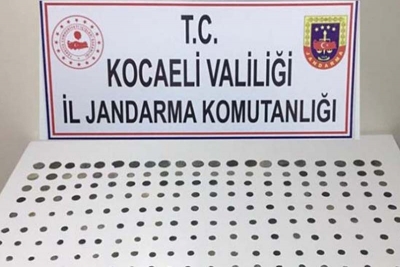 T.C.
KOCAELİ VALİLİĞİ
İL JANDARMA KOMUTANLIĞI